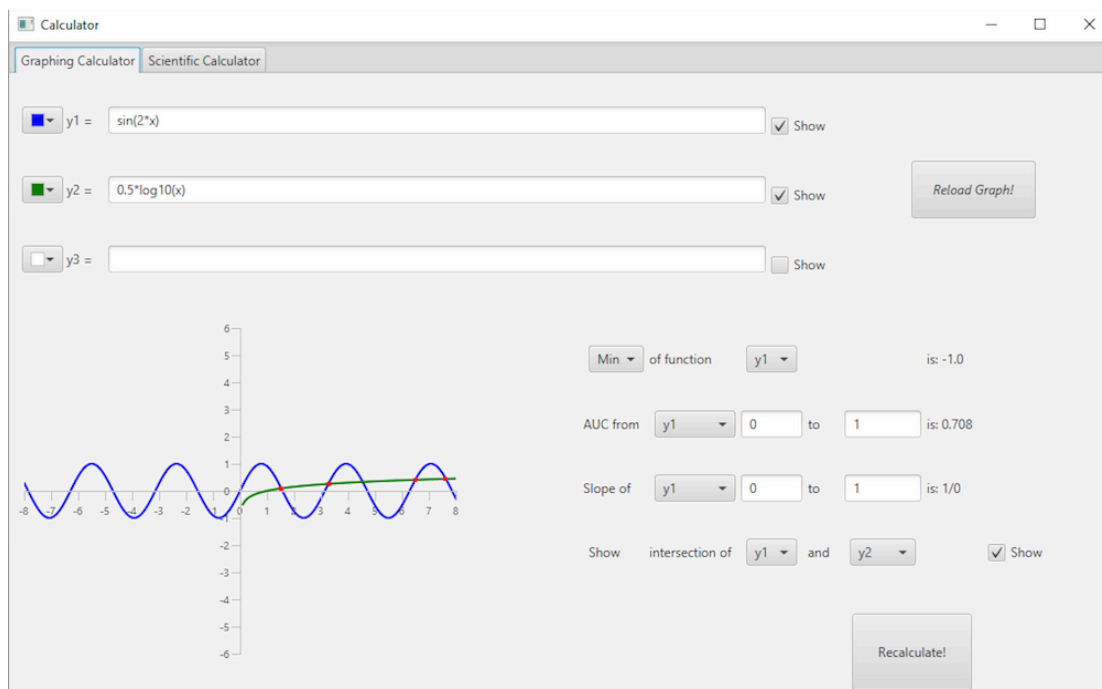 Calculator
Graphing Calculator Scientific Calculator
y1 = sin(2*x) Show
y2 = 0.5*log10(x) Show
Reload Graph!
y3 = Show
6
5
4
3
2
1
0
-1
-2
-3
-4
-5
-6
-8 -7 -6 -5 -4 -3 -2 -1 0 1 2 3 4 5 6 7 8
Min of function y1 is: -1.0
AUC from y1 0 to 1 is: 0.708
Slope of y1 0 to 1 is: 1/0
Show intersection of y1 and y2 Show
Recalculate!